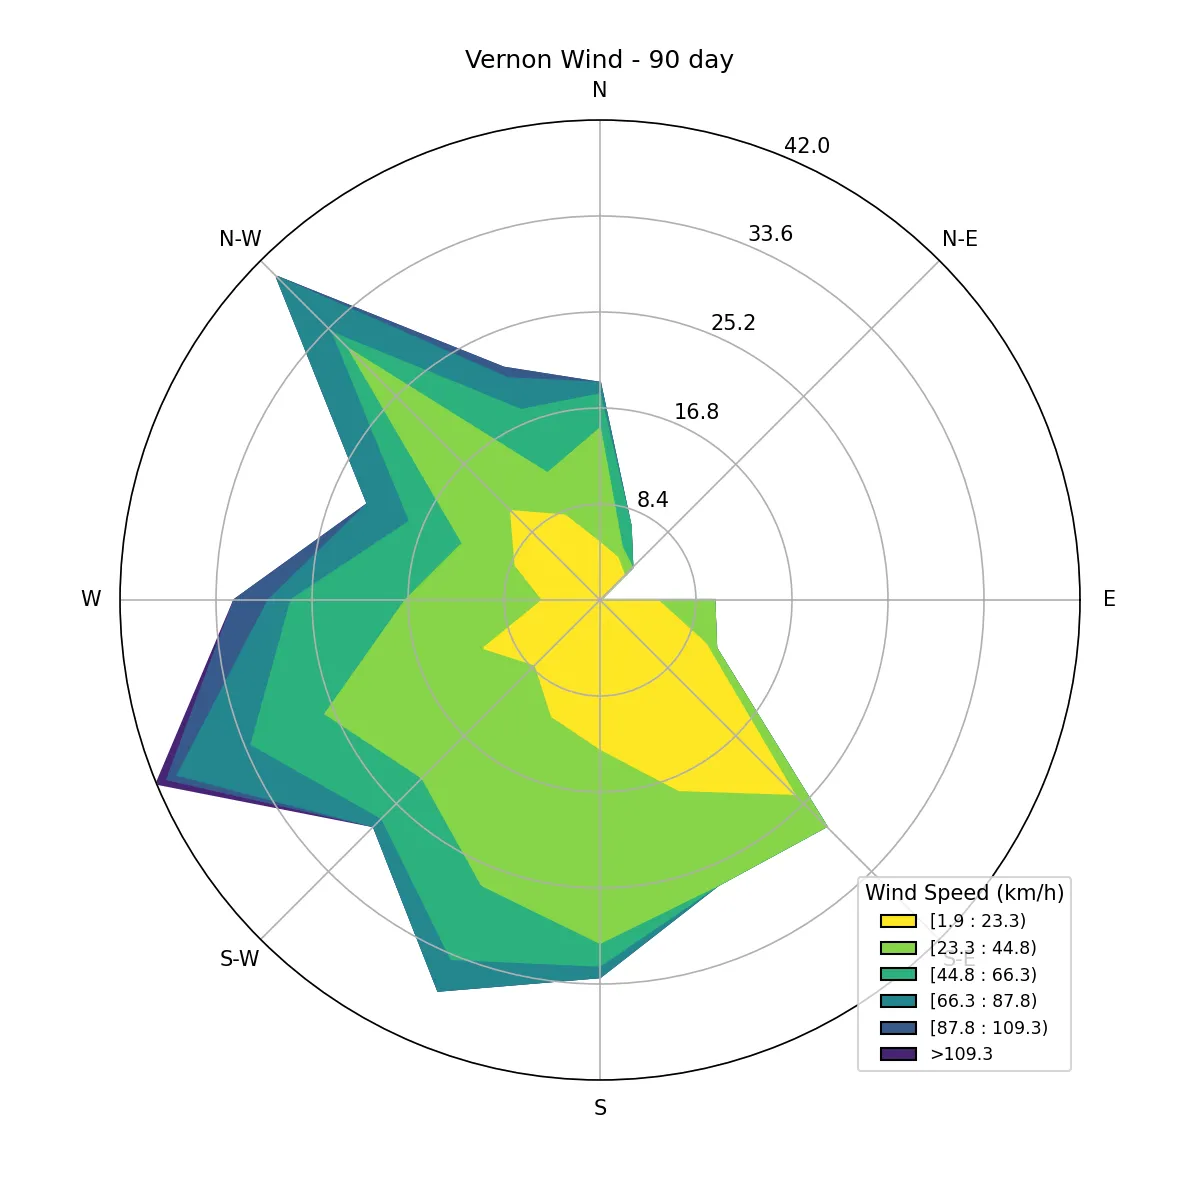 Vernon Wind - 90 day
N
42.0
N-W
33.6
N-E
25.2
16.8
8.4
W
E
Wind Speed (km/h)
[1.9 : 23.3)
[23.3 : 44.8)
S-W
S-E
[44.8 : 66.3)
[66.3 : 87.8)
[87.8 : 109.3)
>109.3
S